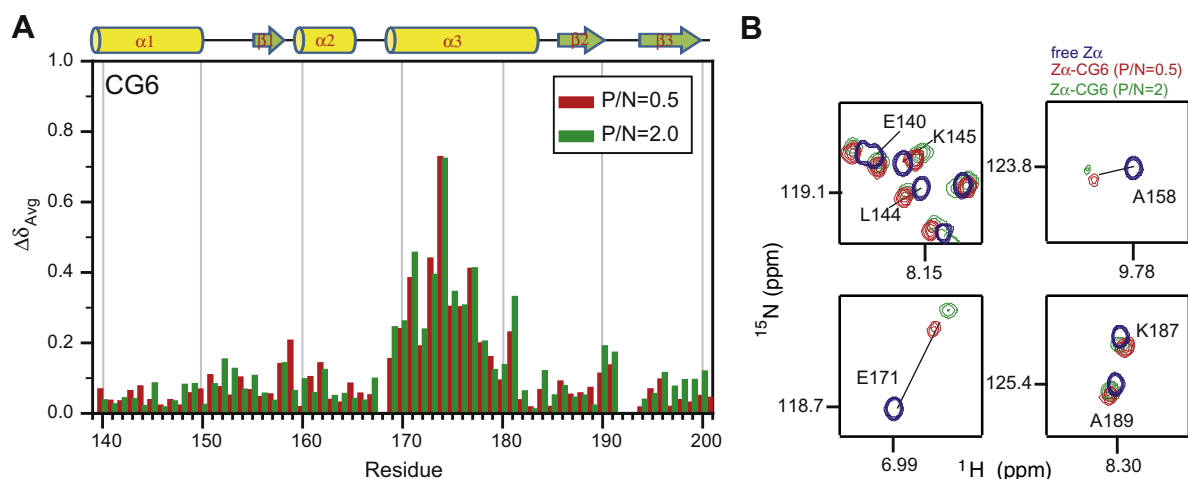 A
α1
β1
α2
α3
β2
β3
CG6
P/N=0.5
P/N=2.0
1.0
0.8
0.6
0.4
0.2
0.0
ΔδAvg
140
150
160
170
180
190
200
Residue
B
free Zα
Zα-CG6 (P/N=0.5)
Zα-CG6 (P/N=2)
E140
K145
L144
119.1
8.15
123.8
A158
9.78
15N (ppm)
E171
118.7
6.99
K187
125.4
A189
8.30
1H (ppm)